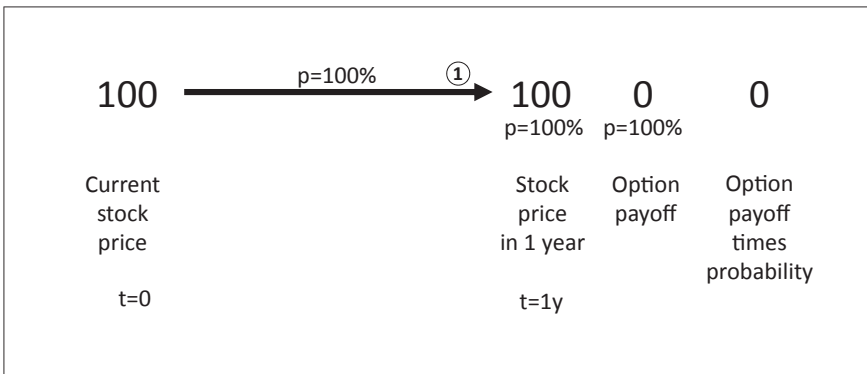 p=100% ①
100 100 0 0
p=100% p=100%
Current Stock Option Option
stock price payoff payoff
price in 1 year times
probability
t=0 t=1y